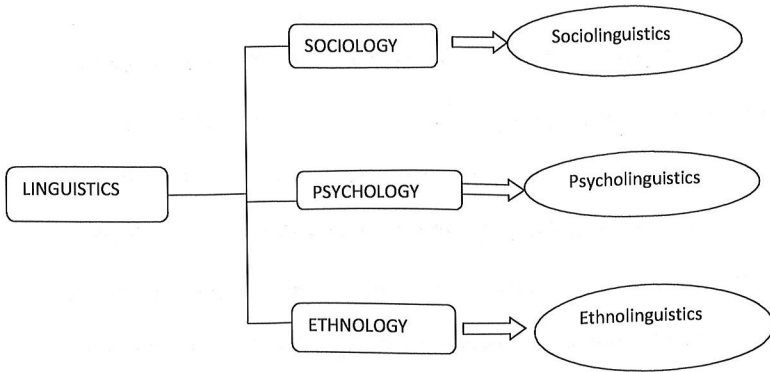 SOCIOLOGY
Sociolinguistics
LINGUISTICS
PSYCHOLOGY
Psycholinguistics
ETHNOLOGY
Ethnolinguistics